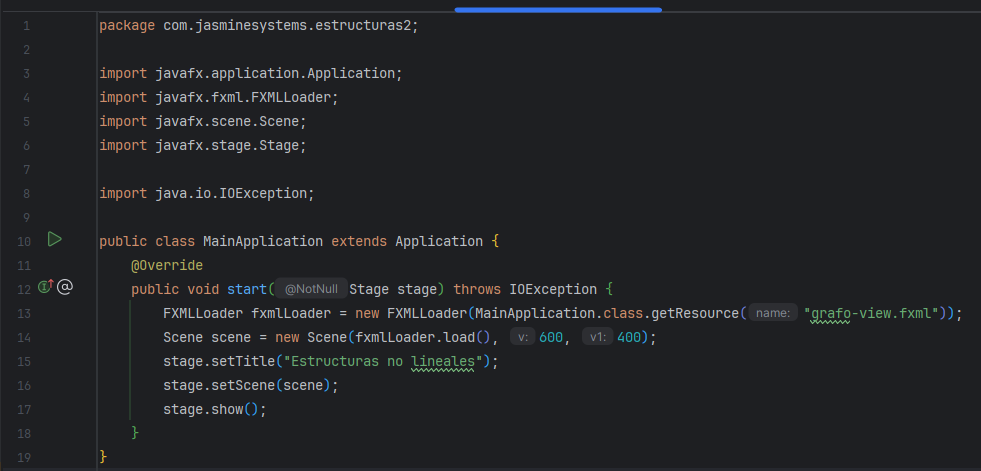 1 package com.jasminesystems.estructuras2;
2
3 import javafx.application.Application;
4 import javafx.fxml.FXMLLoader;
5 import javafx.scene.Scene;
6 import javafx.stage.Stage;
7
8 import java.io.IOException;
9
10 public class MainApplication extends Application {
11 @Override
12 public void start( @NotNull Stage stage) throws IOException {
13 FXMLLoader fxmlLoader = new FXMLLoader(MainApplication.class.getResource( name: "grafo-view.fxml"));
14 Scene scene = new Scene(fxmlLoader.load(), v: 600, v1: 400);
15 stage.setTitle("Estructuras no lineales");
16 stage.setScene(scene);
17 stage.show();
18 }
19 }